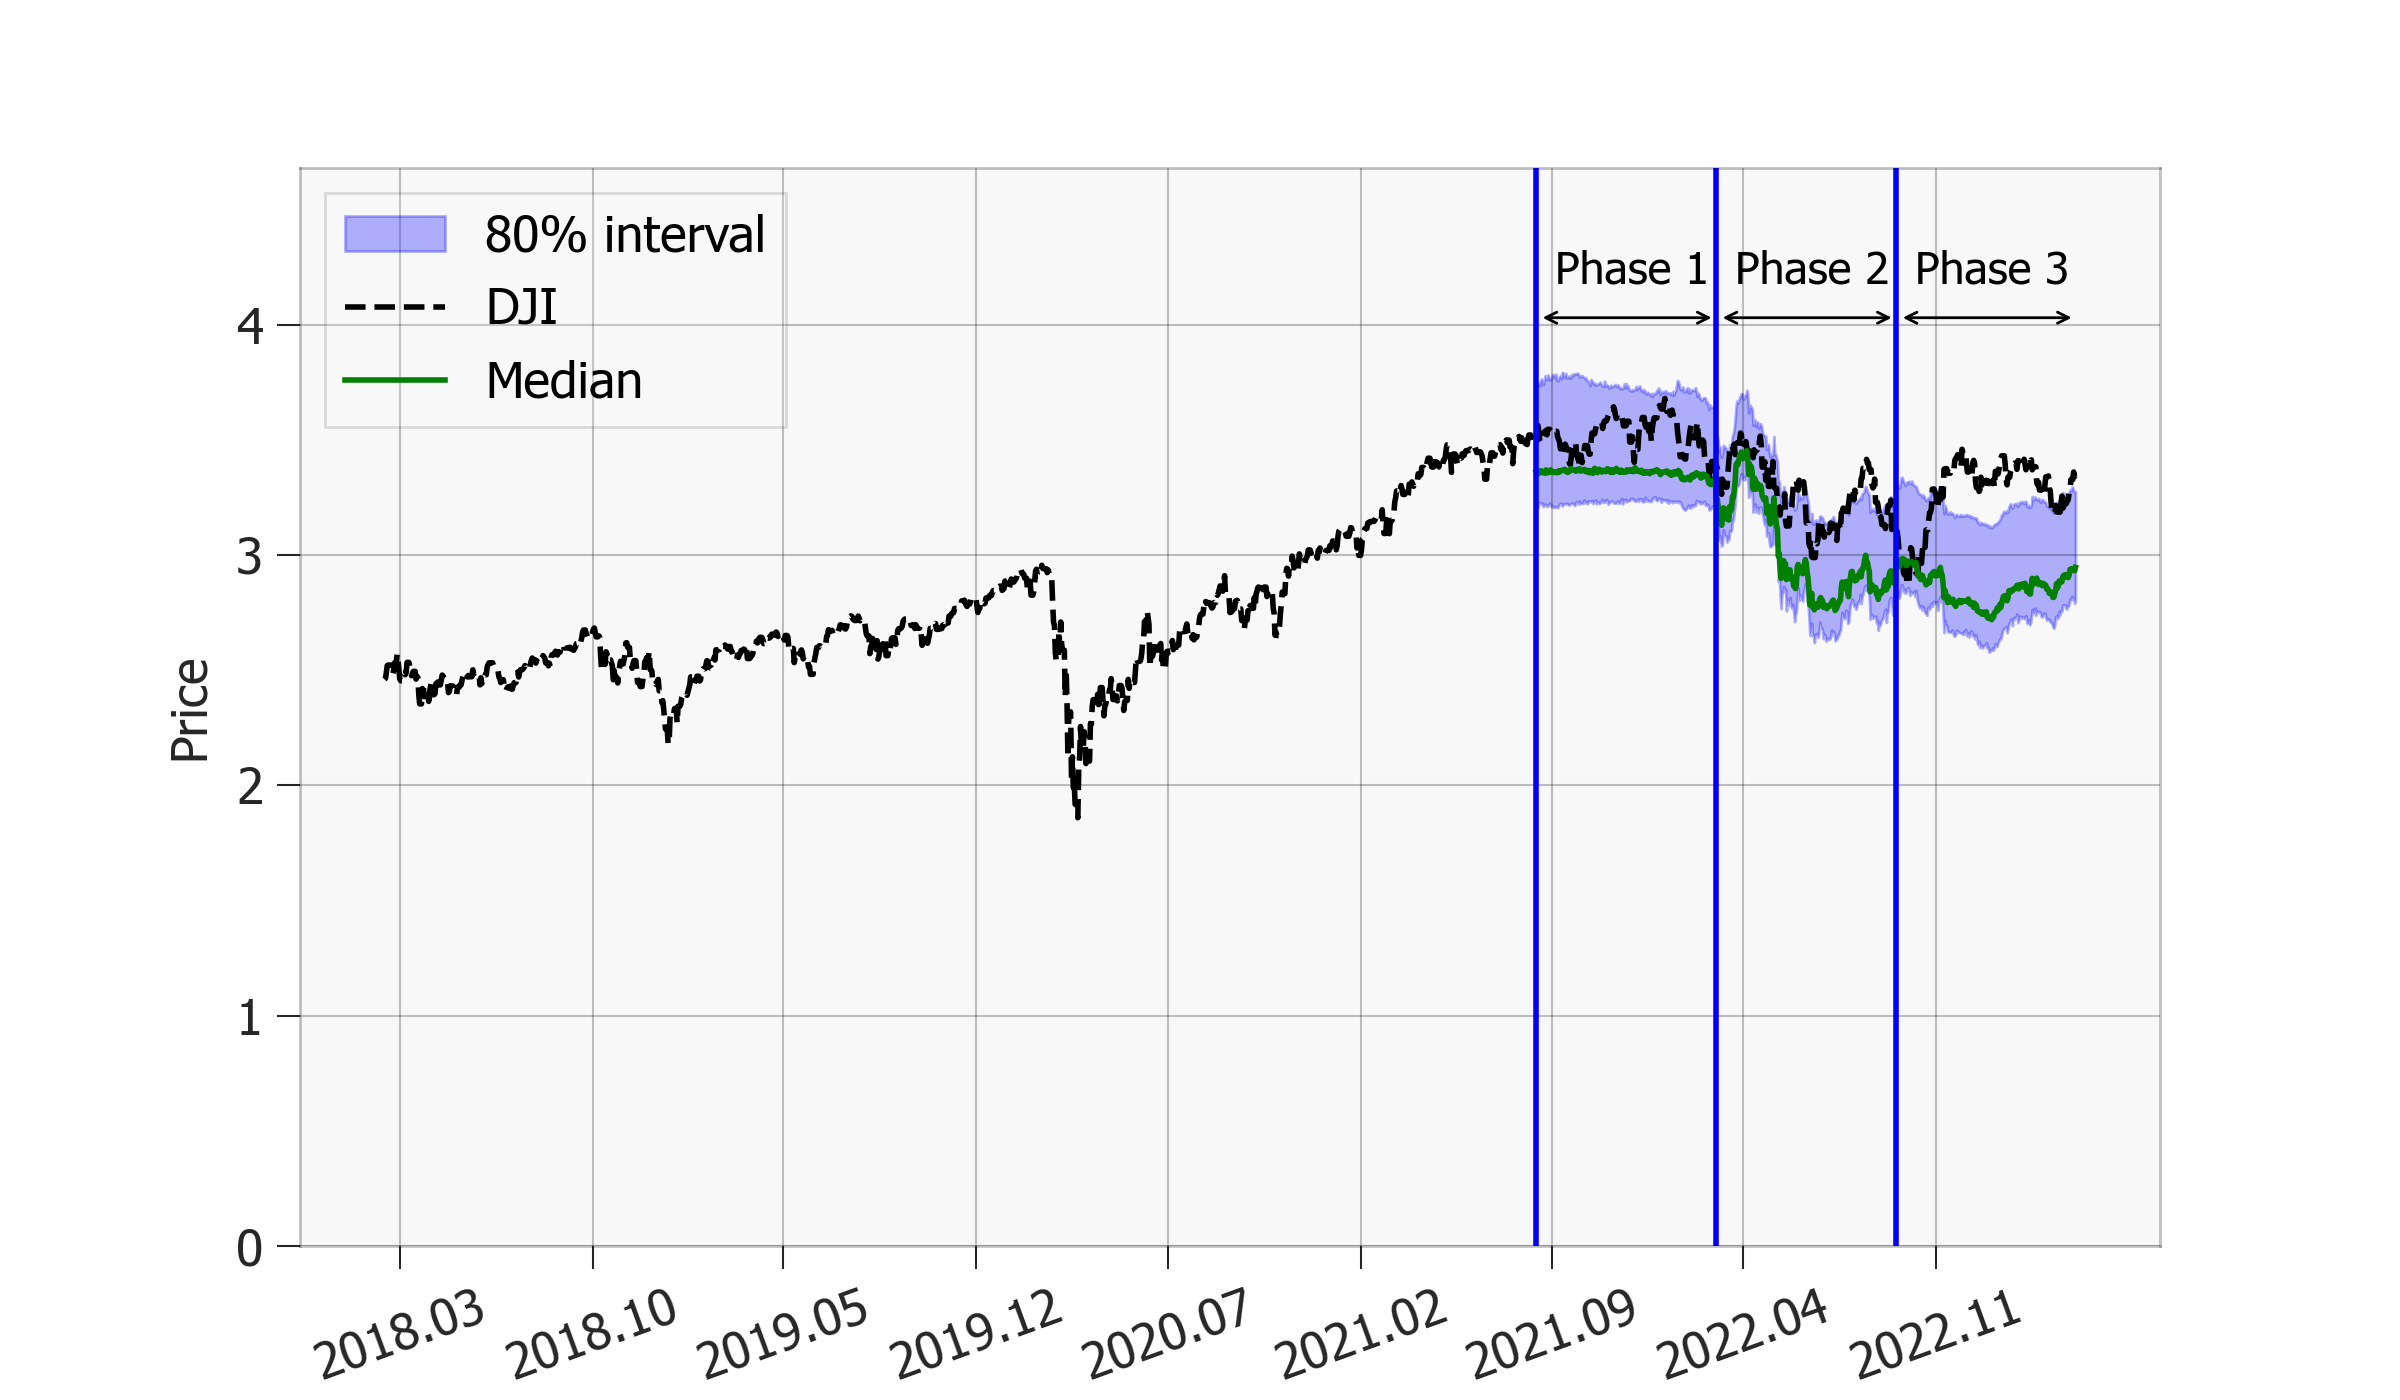 80% interval
DJI
Median
Phase 1
Phase 2
Phase 3
Price
4
3
2
1
0
2018.03
2018.10
2019.05
2019.12
2020.07
2021.02
2021.09
2022.04
2022.11